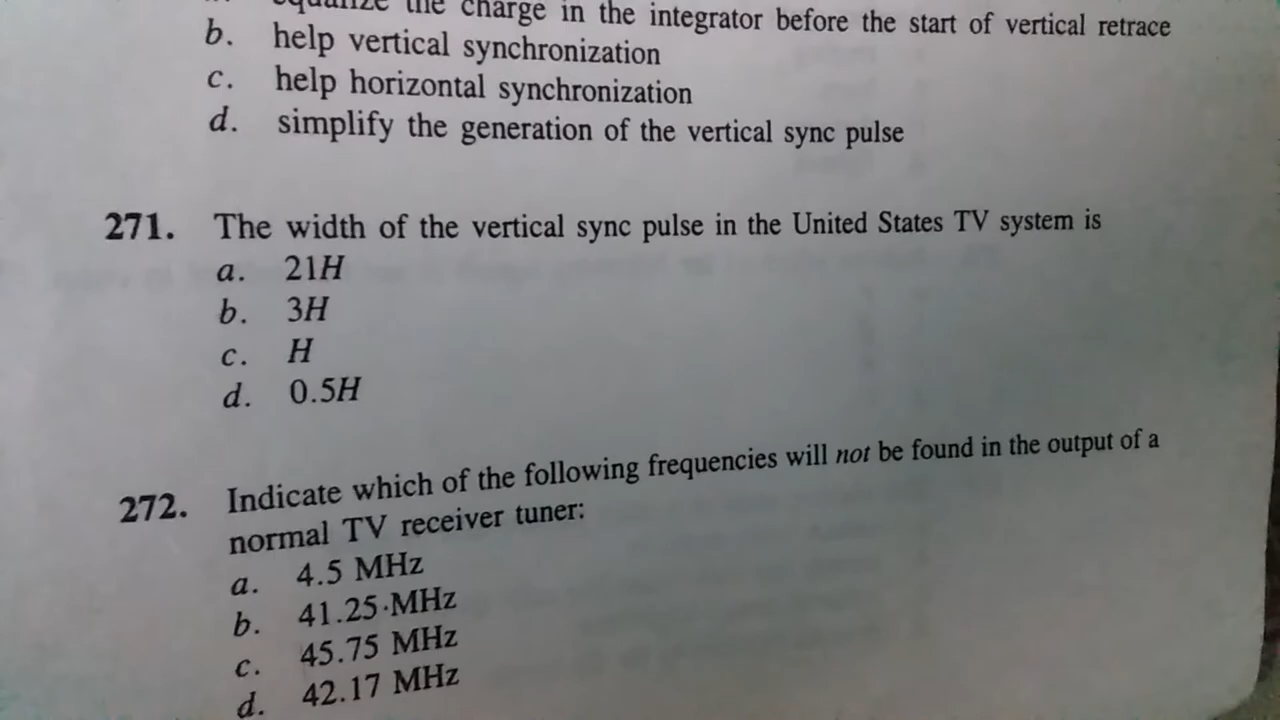 the charge in the integrator before the start of vertical retrace
b. help vertical synchronization
c. help horizontal synchronization
d. simplify the generation of the vertical sync pulse
271. The width of the vertical sync pulse in the United States TV system is
a. 21H
b. 3H
c. H
d. 0.5H
272. Indicate which of the following frequencies will not be found in the output of a
normal TV receiver tuner:
a. 4.5 MHz
b. 41.25·MHz
c. 45.75 MHz
d. 42.17 MHz